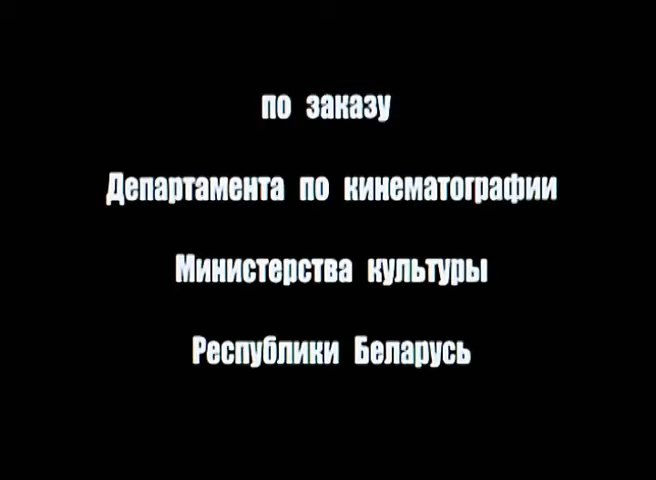 по заказу
Департамента по кинематографии
Министерства культуры
Республики Беларусь